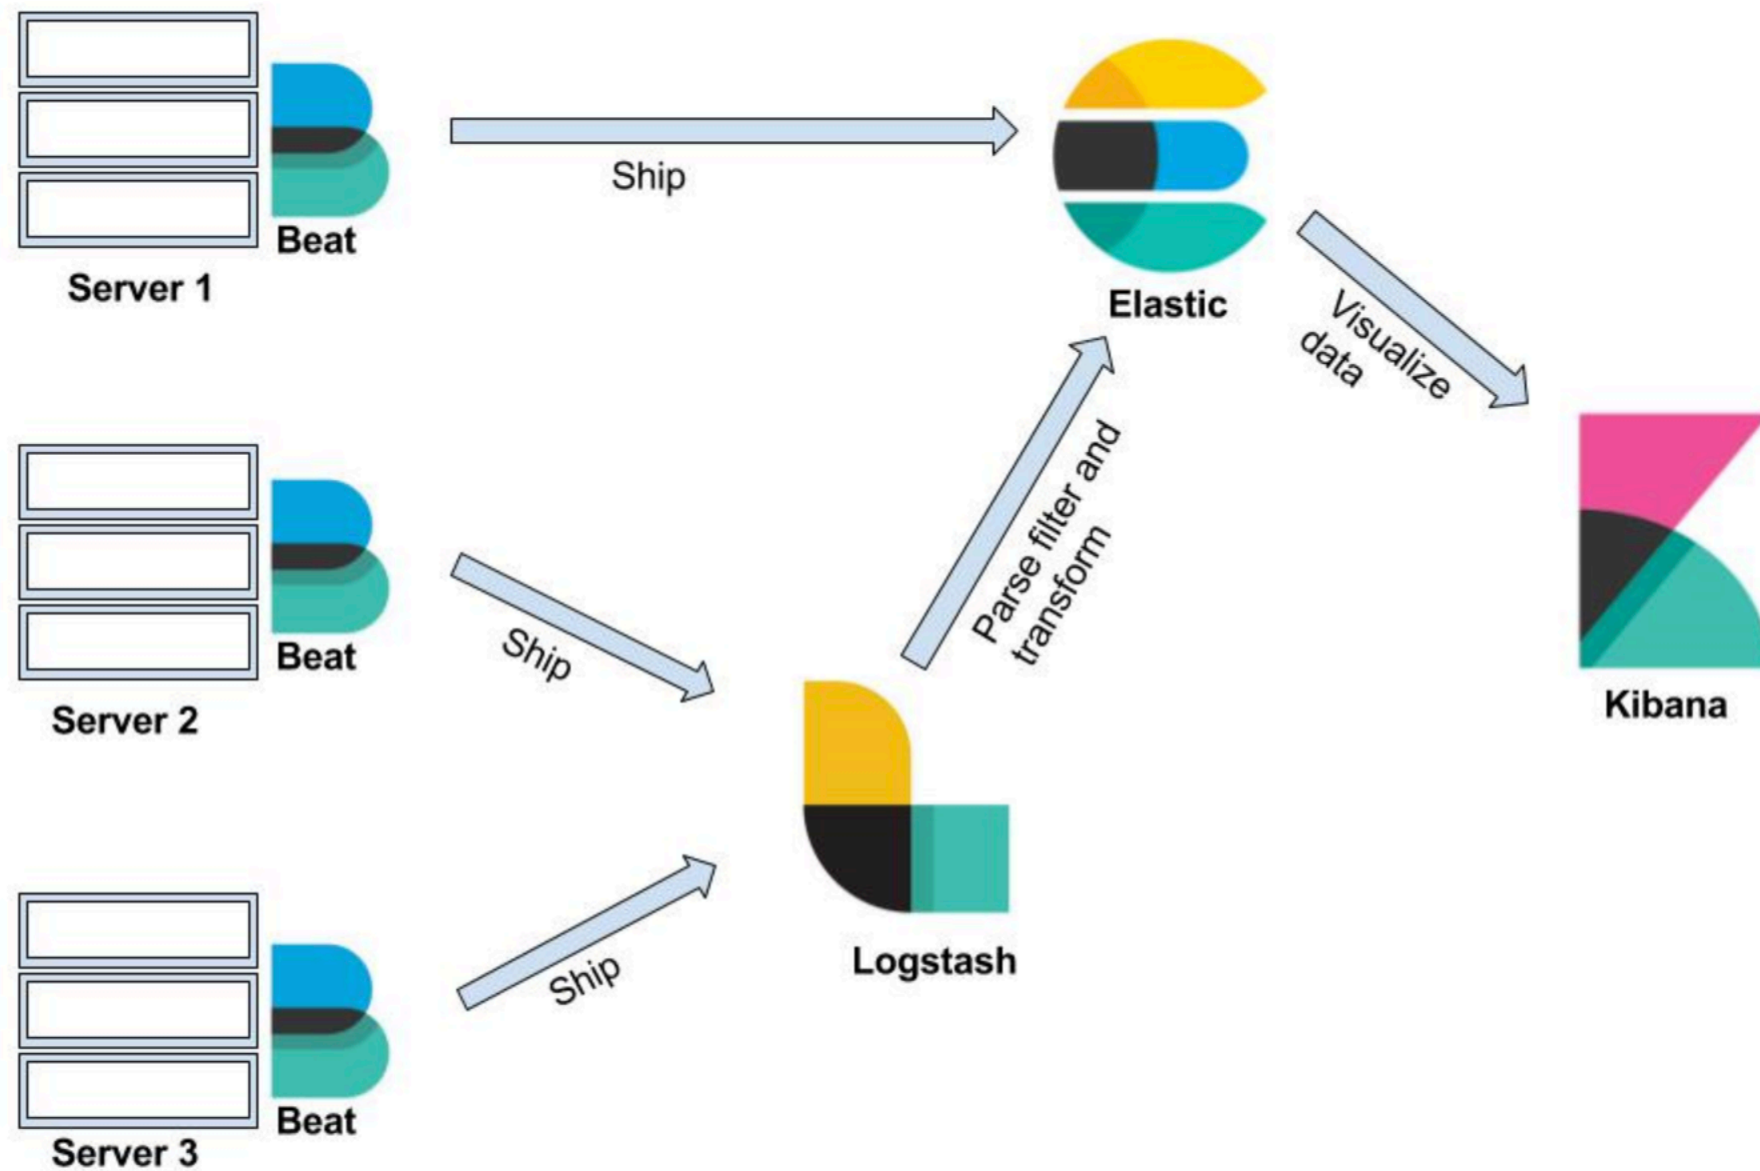 Beat
Server 1
Ship
Elastic
Visualize
data
Beat
Server 2
Ship
Parse filter and
transform
Kibana
Logstash
Ship
Beat
Server 3